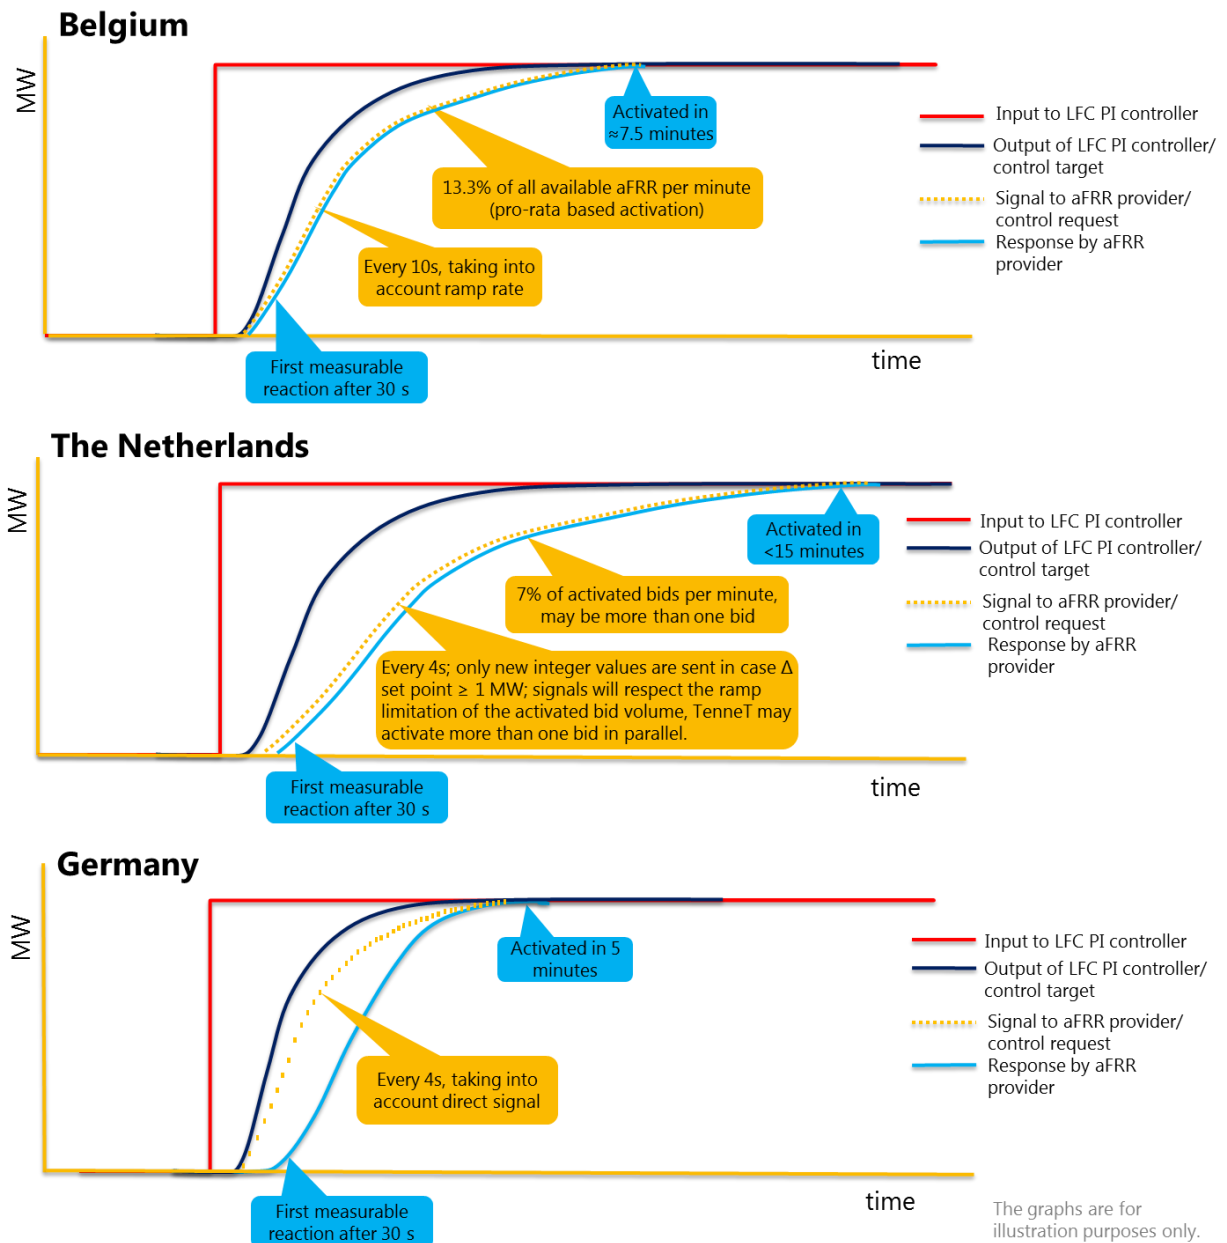 Belgium
MW
Activated in
≈7.5 minutes
13.3% of all available aFRR per minute
(pro-rata based activation)
Every 10s, taking into
account ramp rate
First measurable
reaction after 30 s
time
Input to LFC PI controller
Output of LFC PI controller/
control target
Signal to aFRR provider/
control request
Response by aFRR
provider
The Netherlands
MW
Activated in
<15 minutes
7% of activated bids per minute,
may be more than one bid
Every 4s; only new integer values are sent in case Δ
set point ≥ 1 MW; signals will respect the ramp
limitation of the activated bid volume, TenneT may
activate more than one bid in parallel.
First measurable
reaction after 30 s
time
Input to LFC PI controller
Output of LFC PI controller/
control target
Signal to aFRR provider/
control request
Response by aFRR
provider
Germany
MW
Activated in 5
minutes
Every 4s, taking into
account direct signal
First measurable
reaction after 30 s
time
Input to LFC PI controller
Output of LFC PI controller/
control target
Signal to aFRR provider/
control request
Response by aFRR
provider
The graphs are for
illustration purposes only.